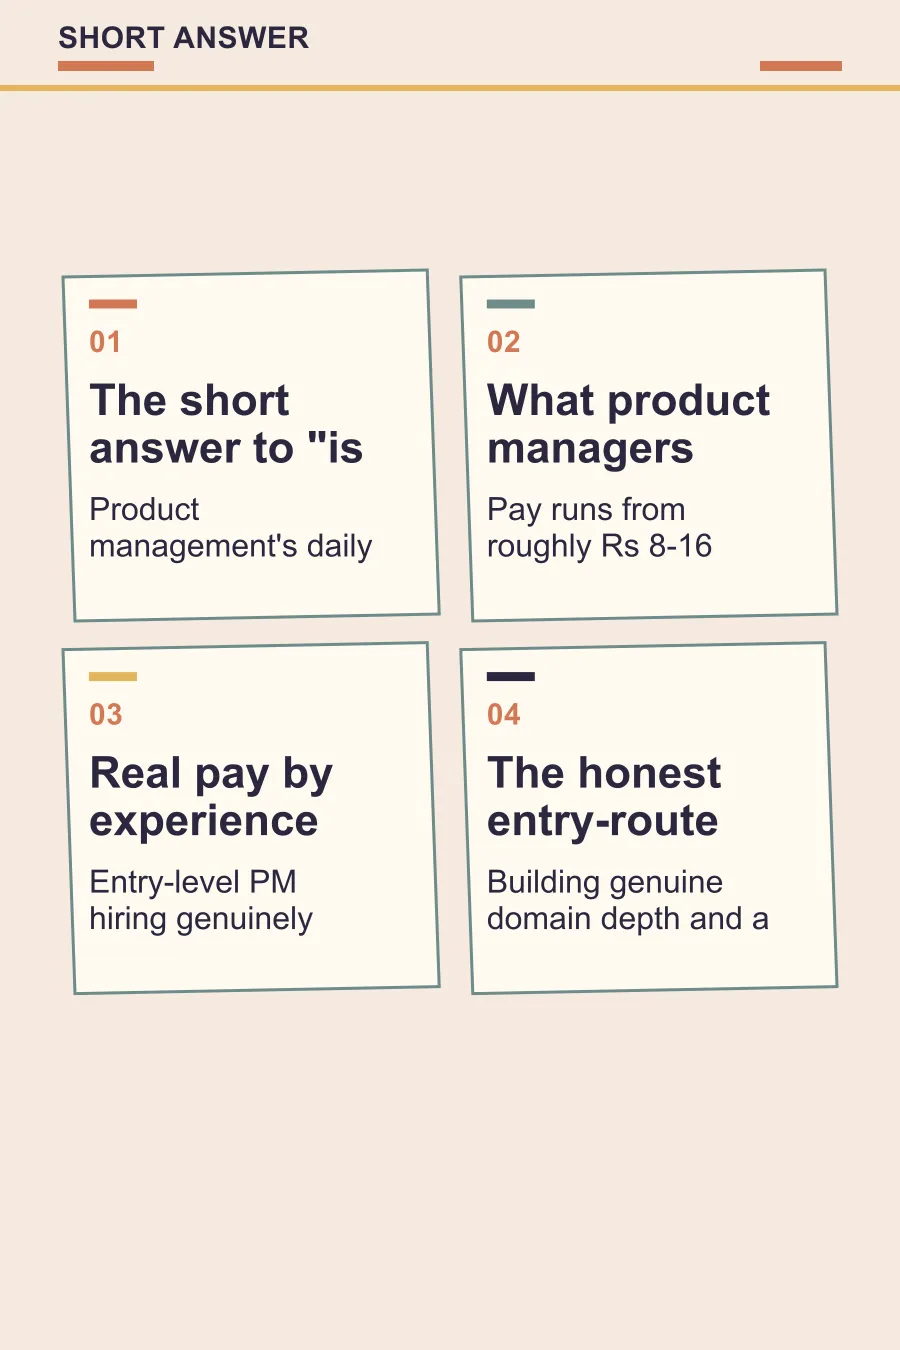 SHORT ANSWER
01
The short
answer to "is
Product
management's daily
02
What product
managers
Pay runs from
roughly Rs 8-16
03
Real pay by
experience
Entry-level PM
hiring genuinely
04
The honest
entry-route
Building genuine
domain depth and a